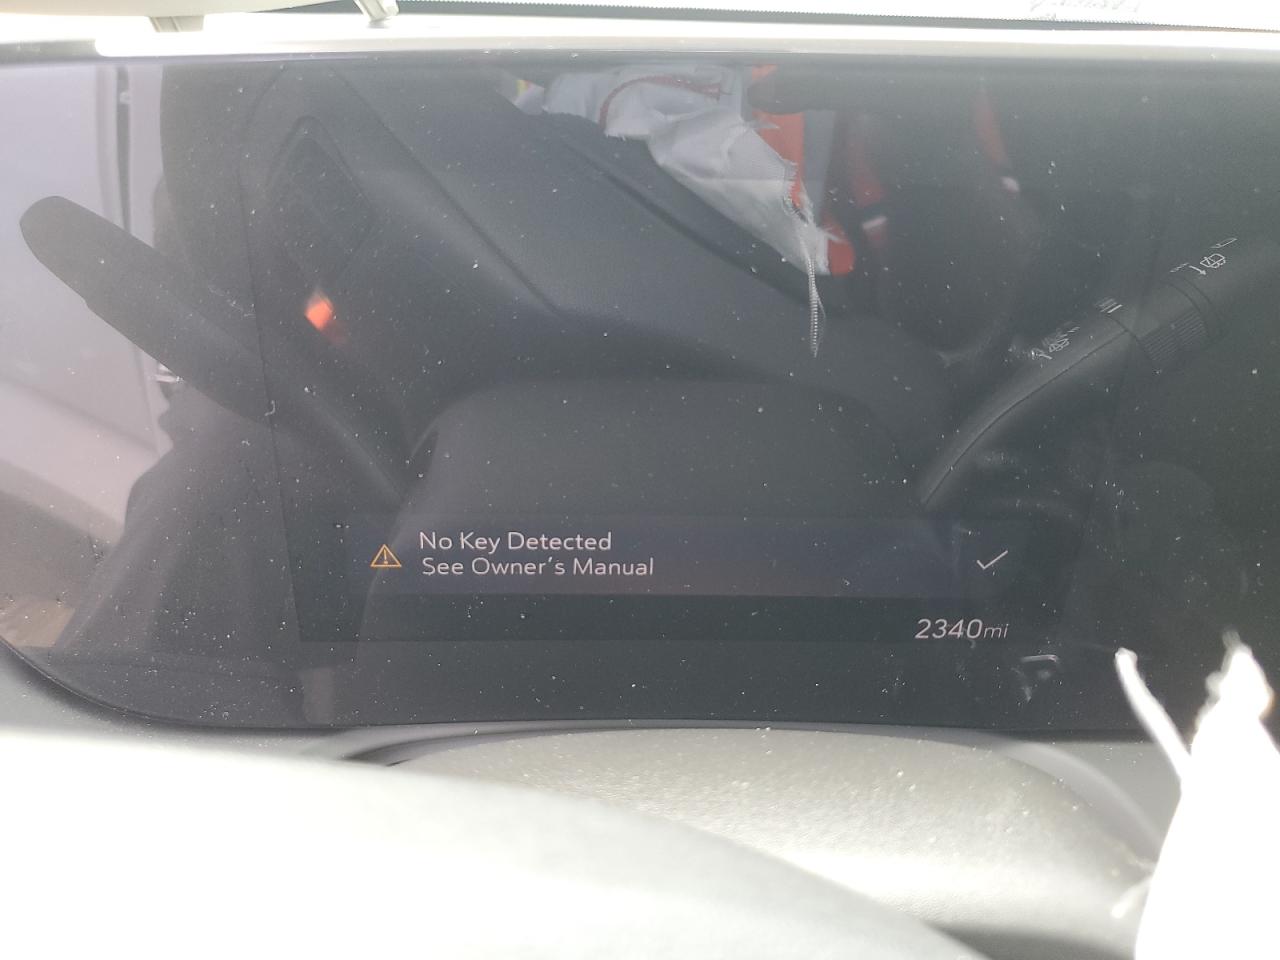 No Key Detected
See Owner's Manual
2340mi